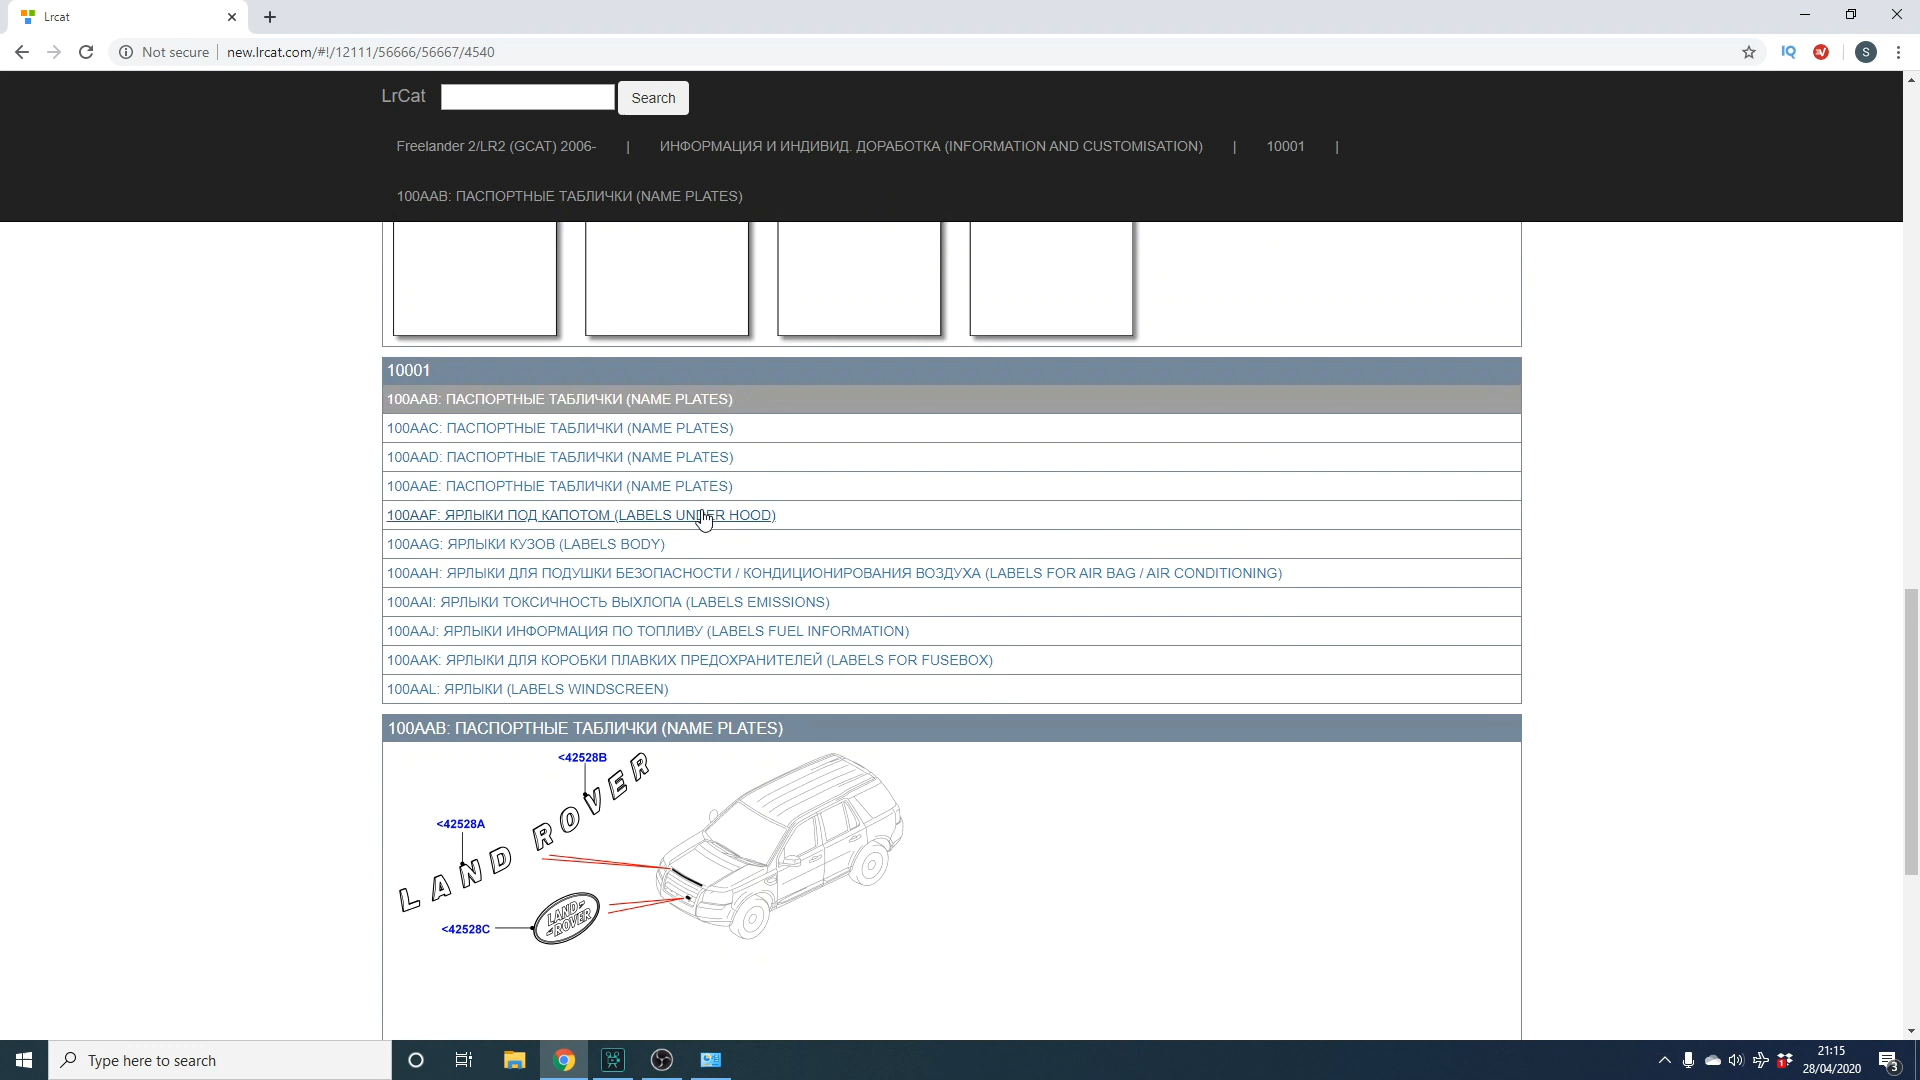 Lrcat
Not secure new.lrcat.com/#!/12111/56666/56667/4540
IQ
S
LrCat Search
Freelander 2/LR2 (GCAT) 2006- | ИНФОРМАЦИЯ И ИНДИВИД. ДОРАБОТКА (INFORMATION AND CUSTOMISATION) | 10001 |
100AAB: ПАСПОРТНЫЕ ТАБЛИЧКИ (NAME PLATES)
10001
100AAB: ПАСПОРТНЫЕ ТАБЛИЧКИ (NAME PLATES)
100AAC: ПАСПОРТНЫЕ ТАБЛИЧКИ (NAME PLATES)
100AAD: ПАСПОРТНЫЕ ТАБЛИЧКИ (NAME PLATES)
100AAE: ПАСПОРТНЫЕ ТАБЛИЧКИ (NAME PLATES)
100AAF: ЯРЛЫКИ ПОД КАПОТОМ (LABELS UNDER HOOD)
100AAG: ЯРЛЫКИ КУЗОВ (LABELS BODY)
100AAH: ЯРЛЫКИ ДЛЯ ПОДУШКИ БЕЗОПАСНОСТИ / КОНДИЦИОНИРОВАНИЯ ВОЗДУХА (LABELS FOR AIR BAG / AIR CONDITIONING)
100AAI: ЯРЛЫКИ ТОКСИЧНОСТЬ ВЫХЛОПА (LABELS EMISSIONS)
100AAJ: ЯРЛЫКИ ИНФОРМАЦИЯ ПО ТОПЛИВУ (LABELS FUEL INFORMATION)
100AAK: ЯРЛЫКИ ДЛЯ КОРОБКИ ПЛАВКИХ ПРЕДОХРАНИТЕЛЕЙ (LABELS FOR FUSEBOX)
100AAL: ЯРЛЫКИ (LABELS WINDSCREEN)
100AAB: ПАСПОРТНЫЕ ТАБЛИЧКИ (NAME PLATES)
<42528B
<42528A
LAND ROVER
<42528C
LAND-
-ROVER
Type here to search
21:15
28/04/2020
3